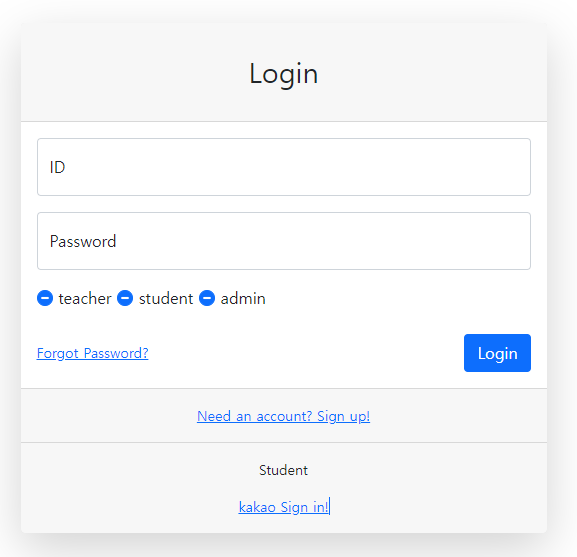 Login
ID
Password
teacher student admin
Forgot Password? Login
Need an account? Sign up!
Student
kakao Sign in!